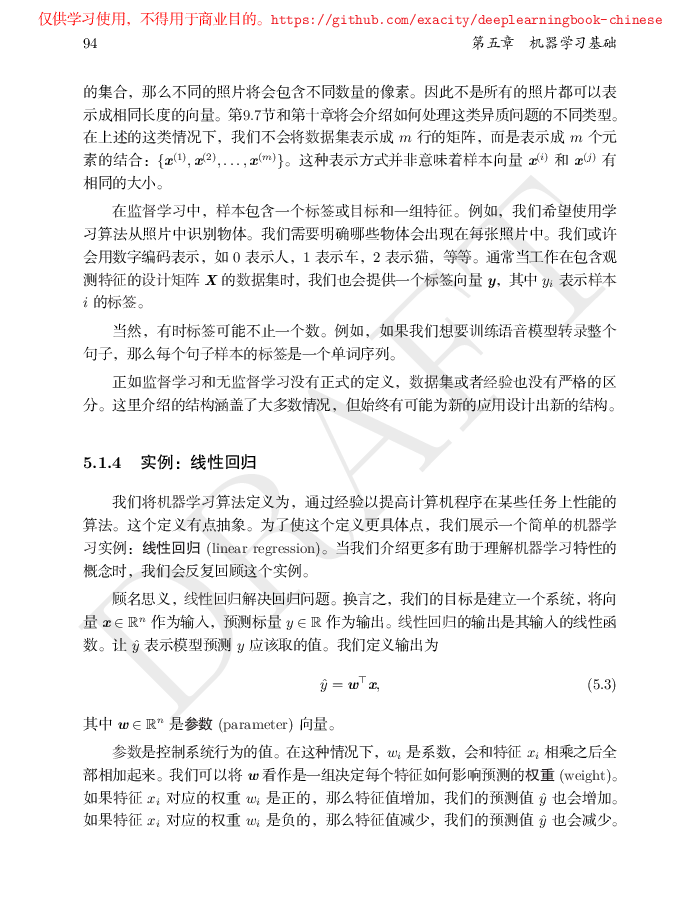 仅供学习使用，不得用于商业目的。https://github.com/exacity/deeplearningbook-chinese
94 第五章 机器学习基础
的集合，那么不同的照片将会包含不同数量的像素。因此不是所有的照片都可以表
示成相同长度的向量。第9.7节和第十章将会介绍如何处理这类异质问题的不同类型。
在上述的这类情况下，我们不会将数据集表示成 m 行的矩阵，而是表示成 m 个元
素的结合：{x⁽¹⁾, x⁽²⁾, . . . , x⁽ᵐ⁾}。这种表示方式并非意味着样本向量 x⁽ⁱ⁾ 和 x⁽ʲ⁾ 有
相同的大小。
在监督学习中，样本包含一个标签或目标和一组特征。例如，我们希望使用学
习算法从照片中识别物体。我们需要明确哪些物体会出现在每张照片中。我们或许
会用数字编码表示，如 0 表示人，1 表示车，2 表示猫，等等。通常当工作在包含观
测特征的设计矩阵 X 的数据集时，我们也会提供一个标签向量 y，其中 yᵢ 表示样本
i 的标签。
当然，有时标签可能不止一个数。例如，如果我们想要训练语音模型转录整个
句子，那么每个句子样本的标签是一个单词序列。
正如监督学习和无监督学习没有正式的定义，数据集或者经验也没有严格的区
分。这里介绍的结构涵盖了大多数情况，但始终有可能为新的应用设计出新的结构。
5.1.4 实例：线性回归
我们将机器学习算法定义为，通过经验以提高计算机程序在某些任务上性能的
算法。这个定义有点抽象。为了使这个定义更具体点，我们展示一个简单的机器学
习实例：线性回归 (linear regression)。当我们介绍更多有助于理解机器学习特性的
概念时，我们会反复回顾这个实例。
顾名思义，线性回归解决回归问题。换言之，我们的目标是建立一个系统，将向
量 x ∈ ℝⁿ 作为输入，预测标量 y ∈ ℝ 作为输出。线性回归的输出是其输入的线性函
数。让 ŷ 表示模型预测 y 应该取的值。我们定义输出为
ŷ = w⊤x, (5.3)
其中 w ∈ ℝⁿ 是参数 (parameter) 向量。
参数是控制系统行为的值。在这种情况下，wᵢ 是系数，会和特征 xᵢ 相乘之后全
部相加起来。我们可以将 w 看作是一组决定每个特征如何影响预测的权重 (weight)。
如果特征 xᵢ 对应的权重 wᵢ 是正的，那么特征值增加，我们的预测值 ŷ 也会增加。
如果特征 xᵢ 对应的权重 wᵢ 是负的，那么特征值减少，我们的预测值 ŷ 也会减少。
DRAFT